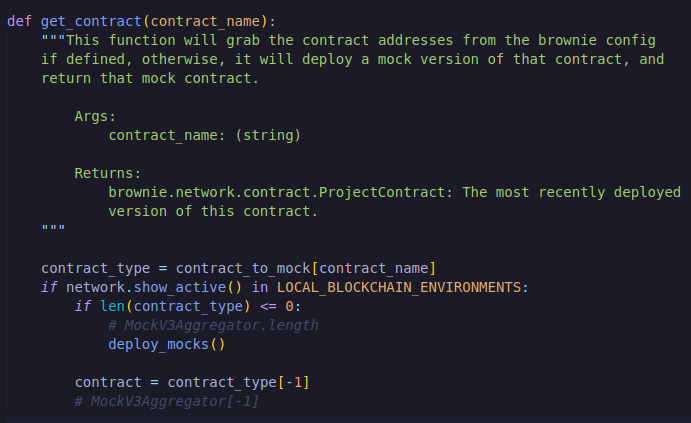 def get_contract(contract_name):
    """This function will grab the contract addresses from the brownie config
    if defined, otherwise, it will deploy a mock version of that contract, and
    return that mock contract.

        Args:
            contract_name: (string)

        Returns:
            brownie.network.contract.ProjectContract: The most recently deployed
            version of this contract.
    """

    contract_type = contract_to_mock[contract_name]
    if network.show_active() in LOCAL_BLOCKCHAIN_ENVIRONMENTS:
        if len(contract_type) <= 0:
            # MockV3Aggregator.length
            deploy_mocks()

        contract = contract_type[-1]
        # MockV3Aggregator[-1]